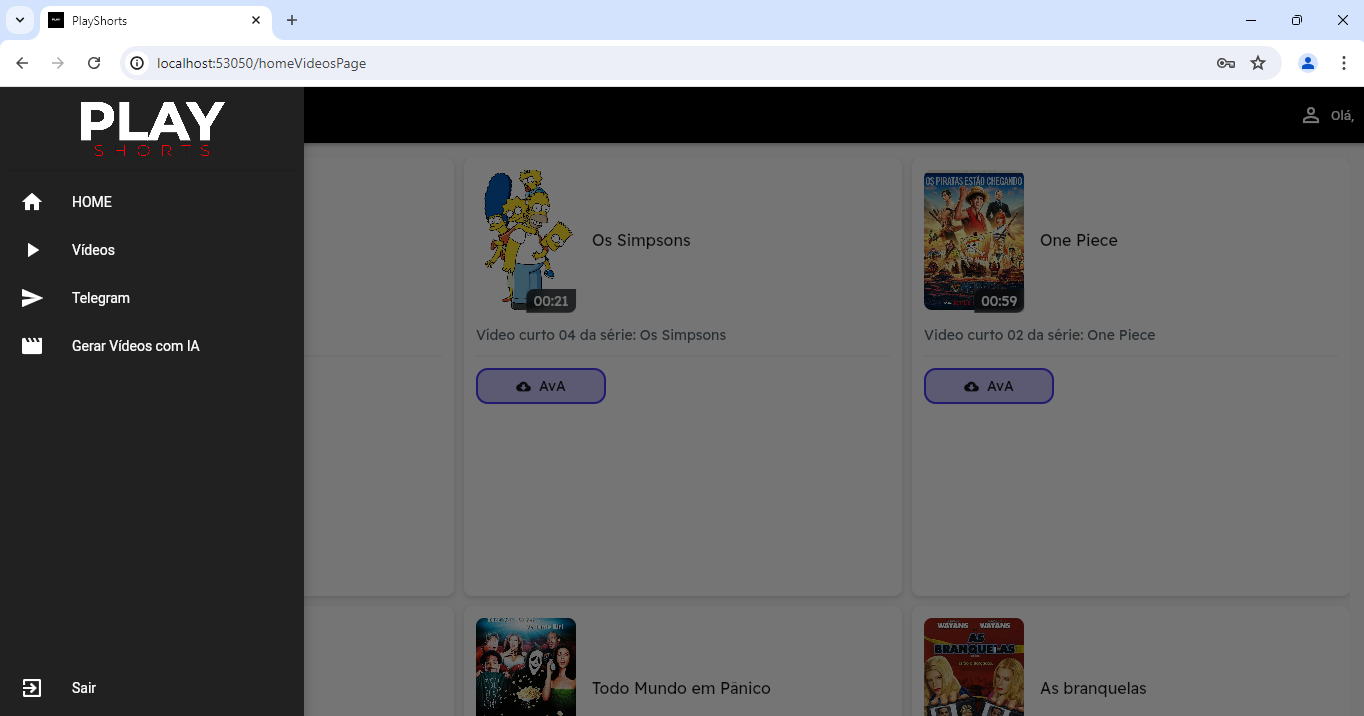 PlayShorts
localhost:53050/homeVideosPage
PLAY
SHORTS
Olá,
HOME
Vídeos
Telegram
Gerar Vídeos com IA
Sair
00:21
Os Simpsons
Vídeo curto 04 da série: Os Simpsons
AvA
OS PIRATAS ESTÃO CHEGANDO
00:59
One Piece
Vídeo curto 02 da série: One Piece
AvA
Todo Mundo em Pânico
WAYANS WAYANS
AS
BRANQUELAS
As branquelas